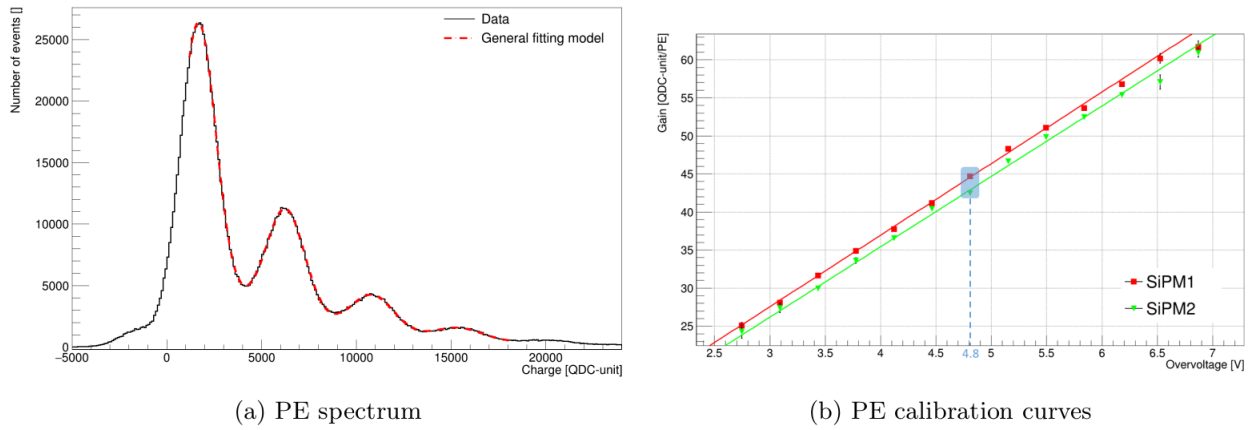 Number of events []
25000
20000
15000
10000
5000
0
−5000 0 5000 10000 15000 20000
Charge [QDC-unit]
Data
General fitting model
(a) PE spectrum
Gain [QDC-unit/PE]
60
55
50
45
40
35
30
25
2.5 3 3.5 4 4.5 4.8 5 5.5 6 6.5 7
Overvoltage [V]
SiPM1
SiPM2
(b) PE calibration curves